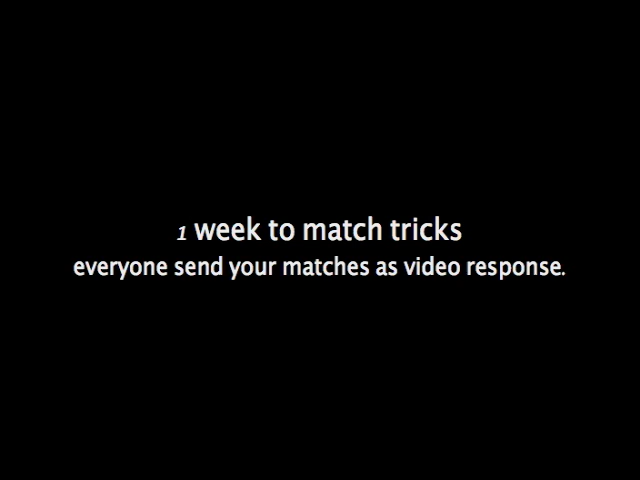 1 week to match tricks
everyone send your matches as video response.